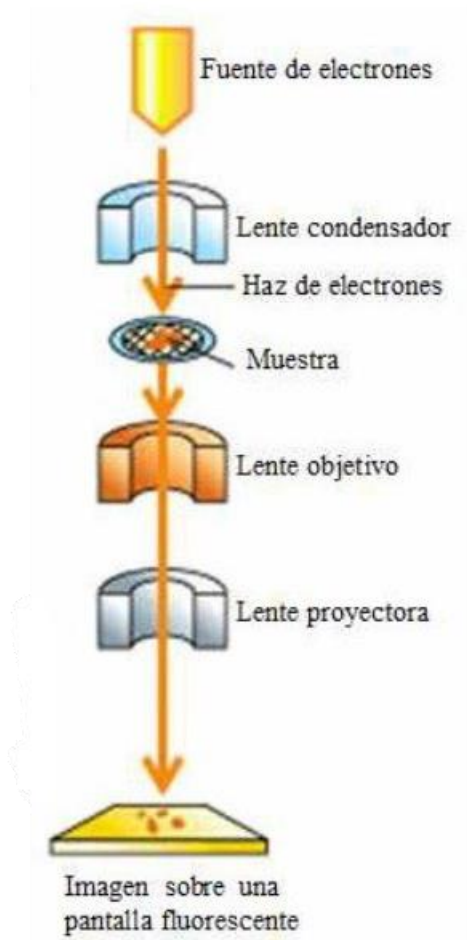 Fuente de electrones
Lente condensador
Haz de electrones
Muestra
Lente objetivo
Lente proyectora
Imagen sobre una
pantalla fluorescente